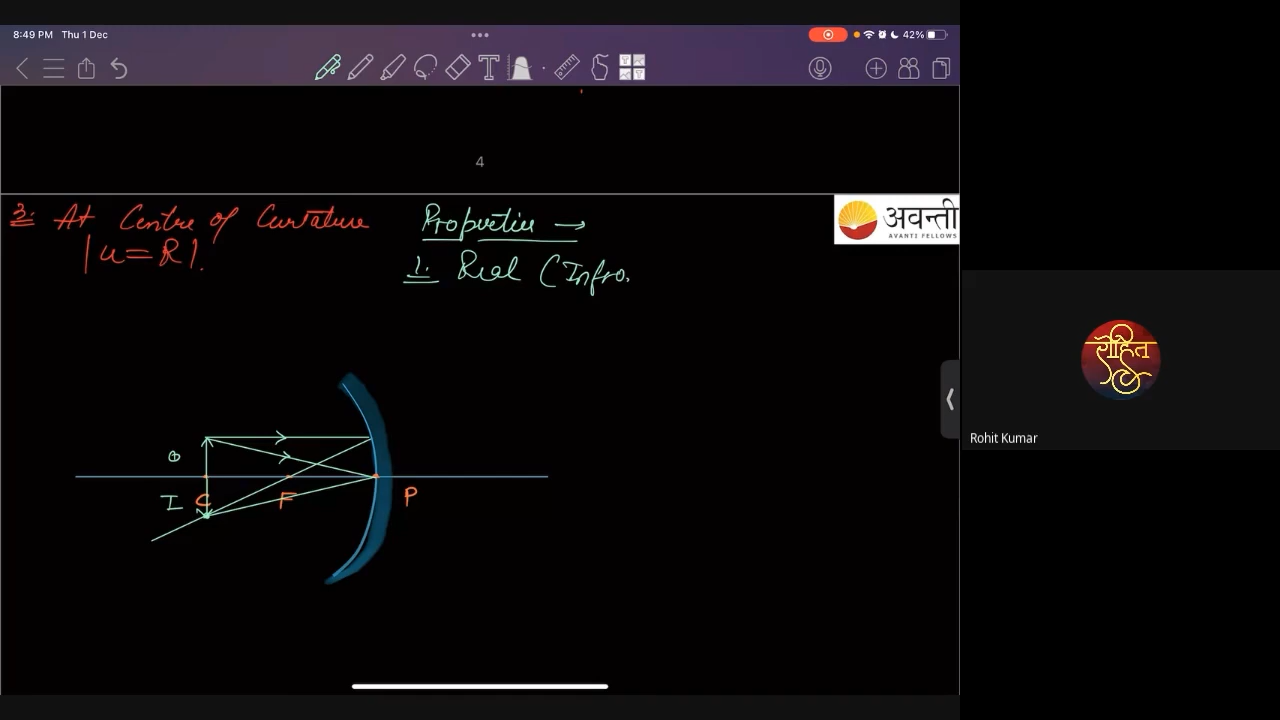 8:49 PM Thu 1 Dec
42%
4
3. At Centre of Curvature
|u=R|.
Properties →
1. Real (Infro.
अवन्ती
AVANTI FELLOWS
O
I C F P
रोहित
Rohit Kumar